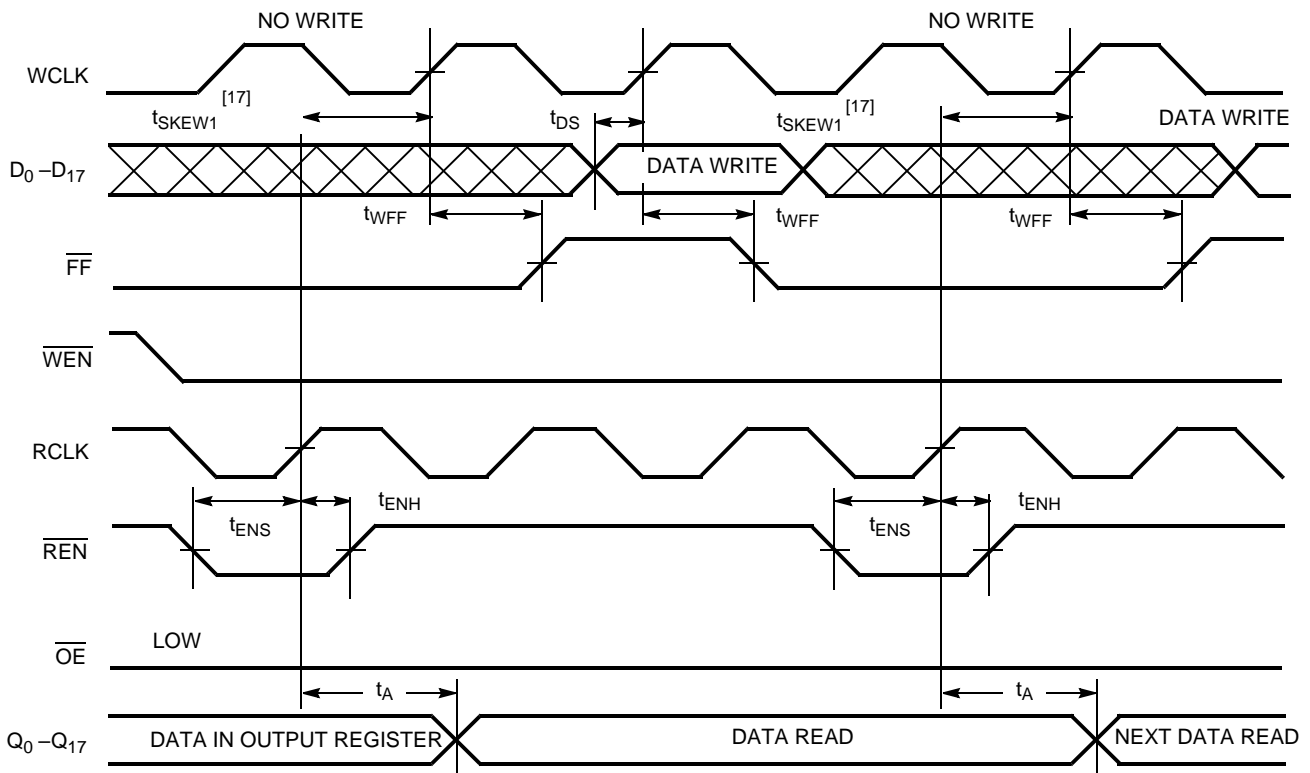 NO WRITE NO WRITE
WCLK
tSKEW1 [17] tDS tSKEW1 [17] DATA WRITE
D0 –D17 DATA WRITE
tWFF tWFF tWFF
FF
WEN
RCLK
tENS tENH tENS tENH
REN
LOW
OE
tA tA
Q0 –Q17 DATA IN OUTPUT REGISTER DATA READ NEXT DATA READ